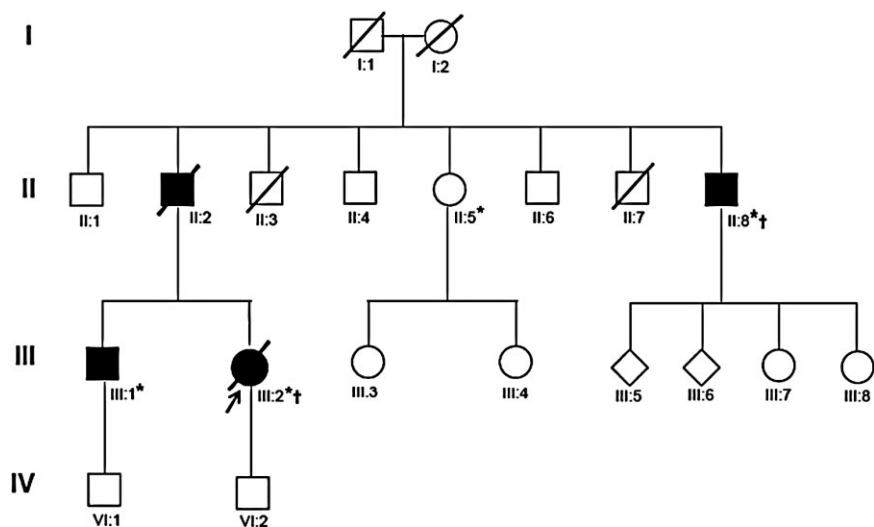 I
I:1 I:2
II
II:1 II:2 II:3 II:4 II:5* II:6 II:7 II:8*†
III
III:1* III:2*† III.3 III:4 III:5 III:6 III:7 III:8
IV
VI:1 VI:2